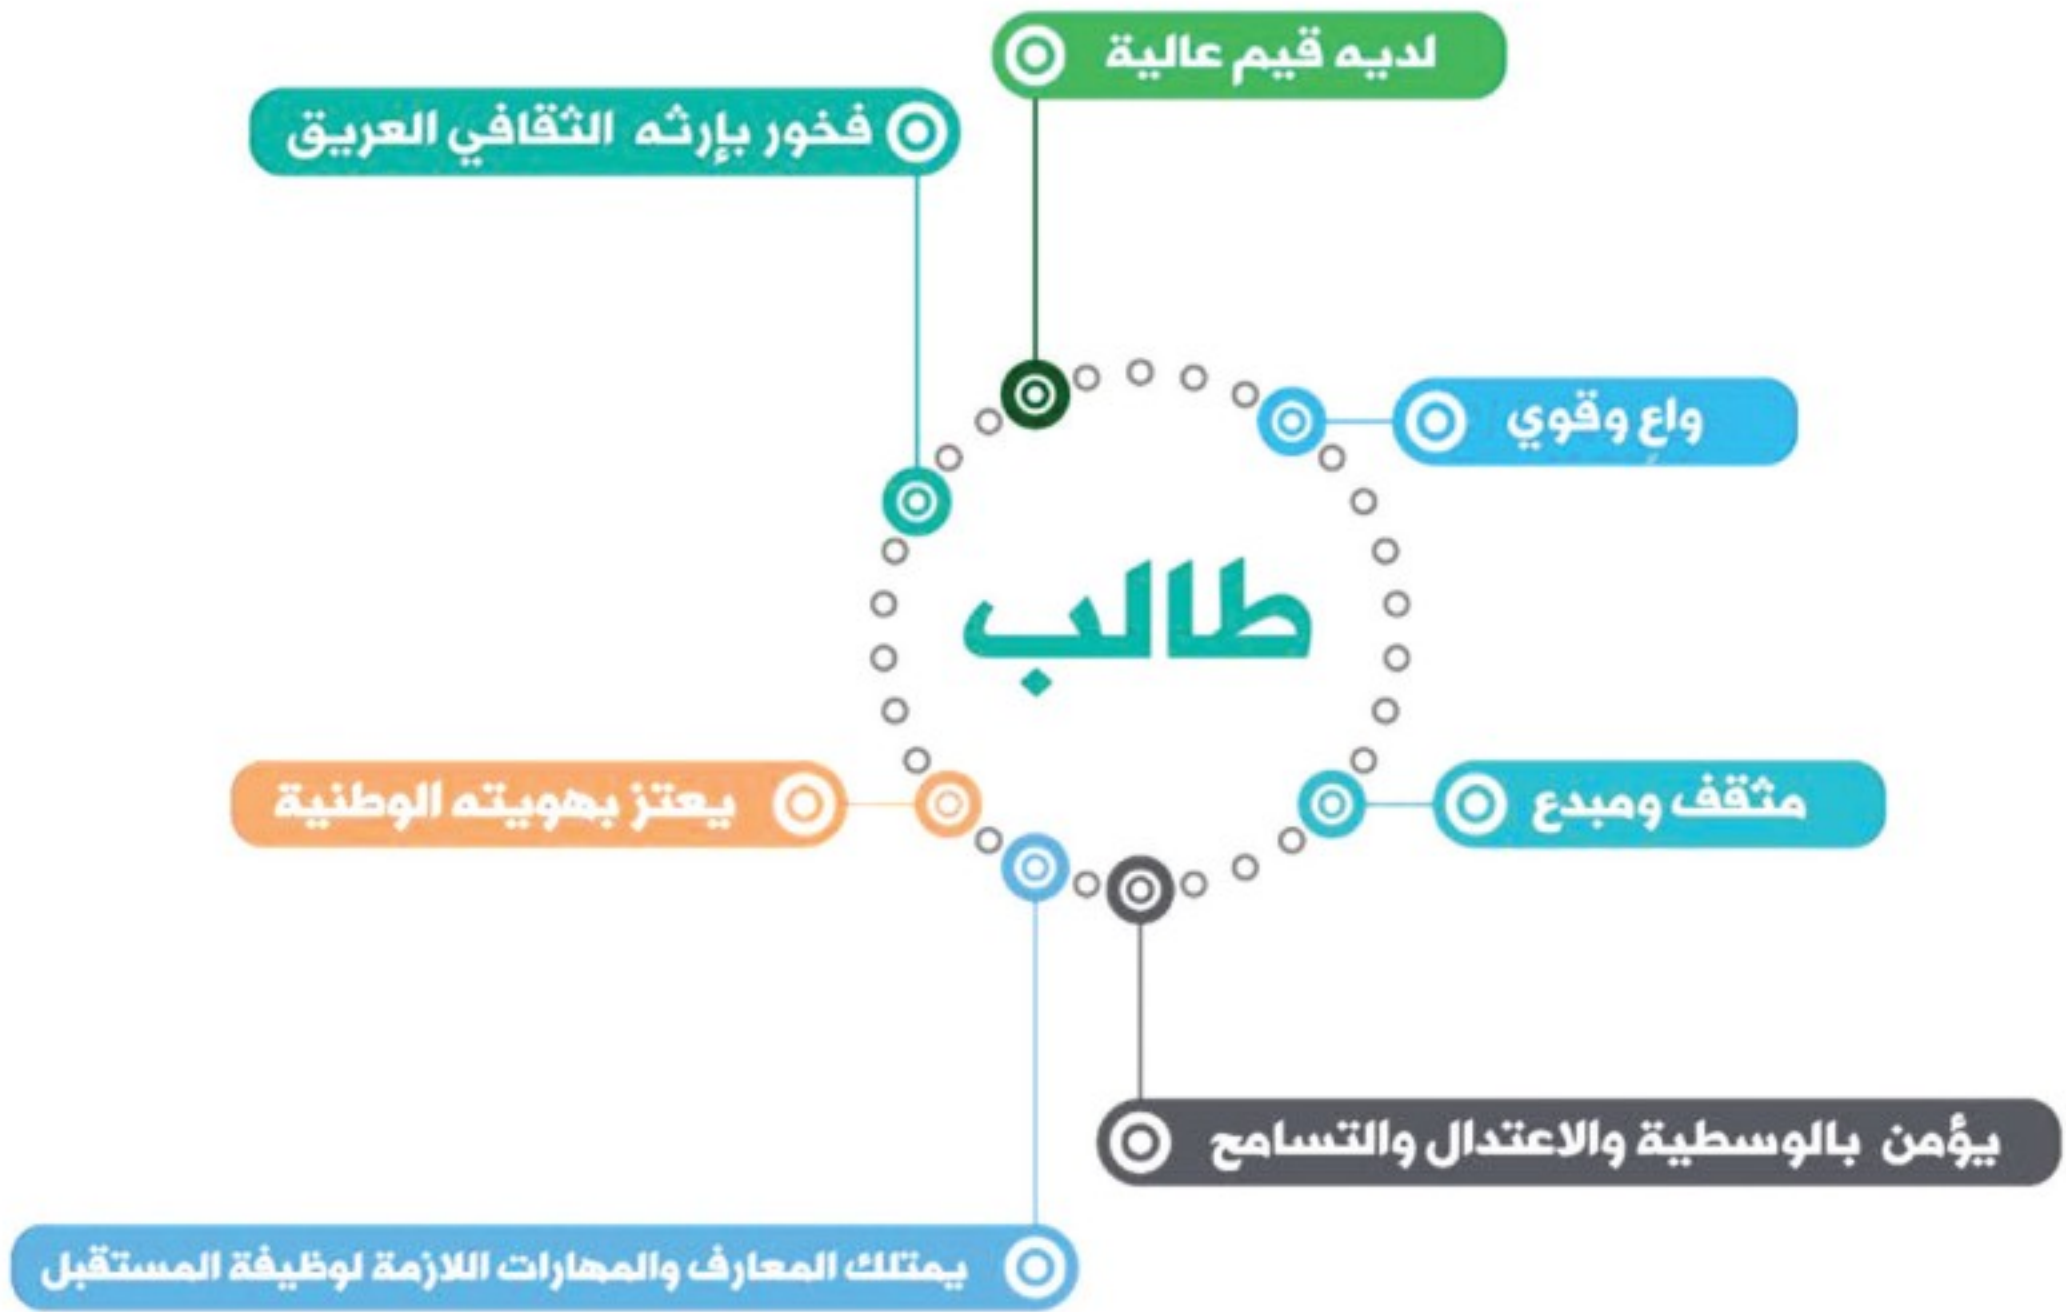 لديه قيم عالية
فخور بإرثه الثقافي العريق
واعٍ وقوي
طالب
يعتز بهويته الوطنية
مثقف ومبدع
يؤمن بالوسطية والاعتدال والتسامح
يمتلك المعارف والمهارات اللازمة لوظيفة المستقبل